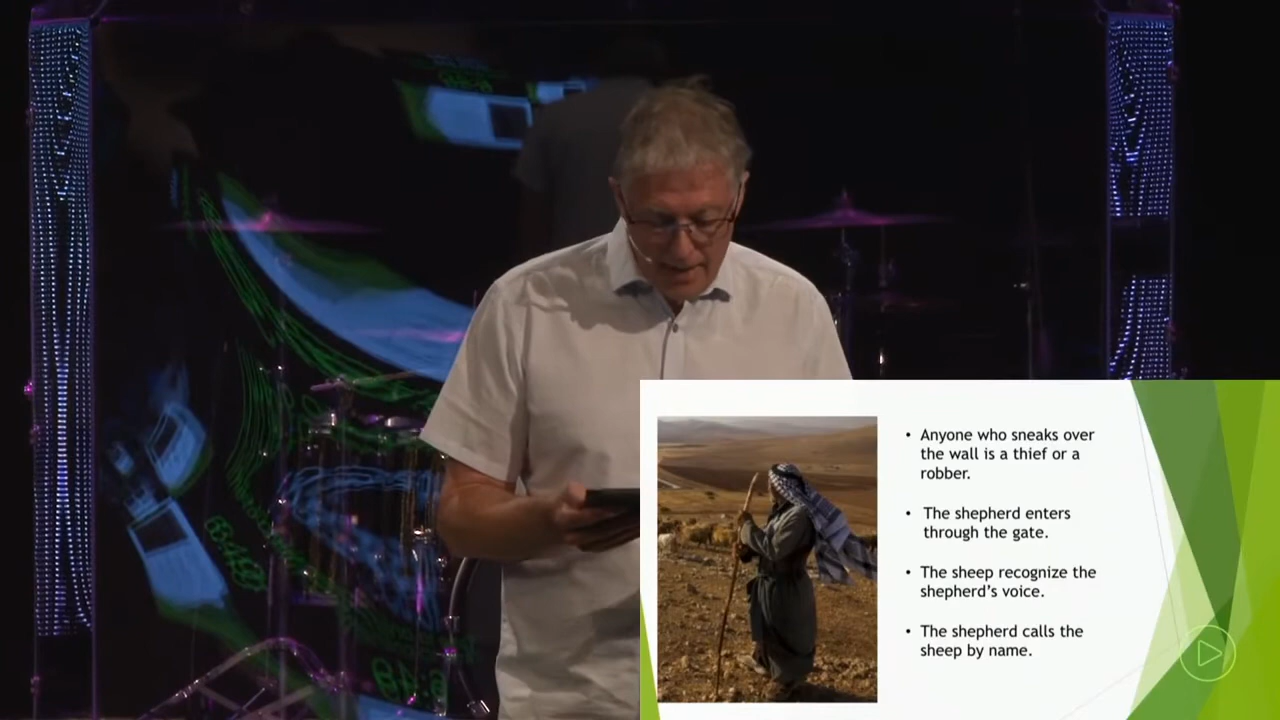 • Anyone who sneaks over
the wall is a thief or a
robber.
• The shepherd enters
through the gate.
• The sheep recognize the
shepherd's voice.
• The shepherd calls the
sheep by name.